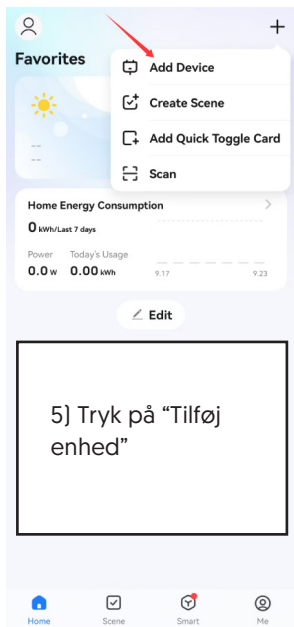 Favorites
Add Device
Create Scene
Add Quick Toggle Card
Scan
--
--
Home Energy Consumption
0 kWh/Last 7 days
Power Today's Usage
0.0 w 0.00 kWh
9.17 9.23
Edit
5) Tryk på “Tilføj
enhed”
Home Scene Smart Me